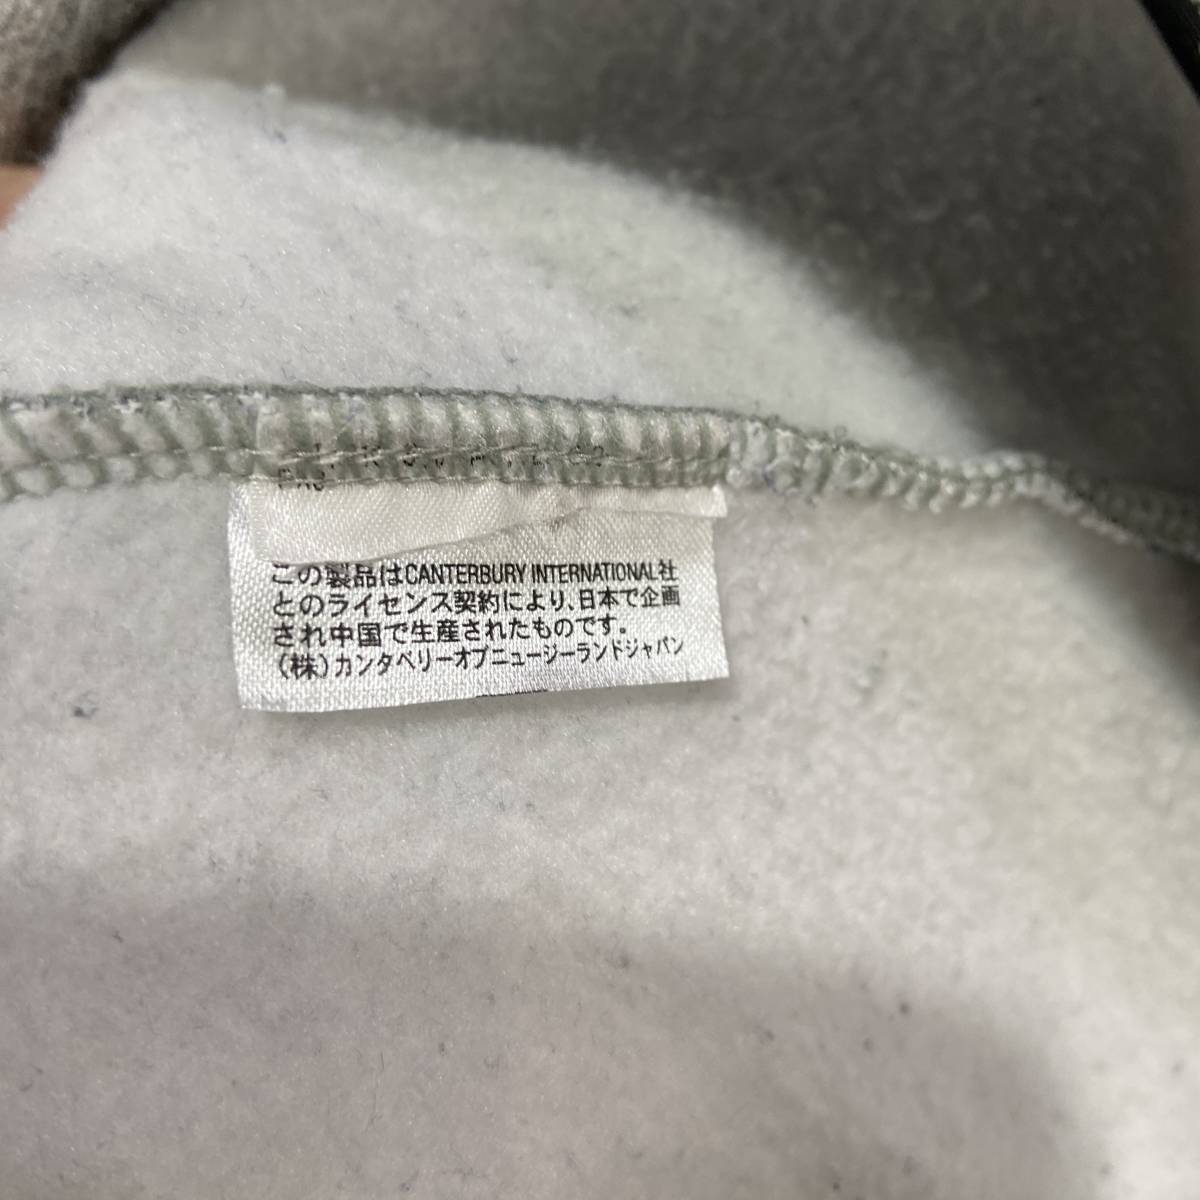 この製品はCANTERBURY INTERNATIONAL社
とのライセンス契約により、日本で企画
され中国で生産されたものです。
(株)カンタベリーオブニュージーランドジャパン